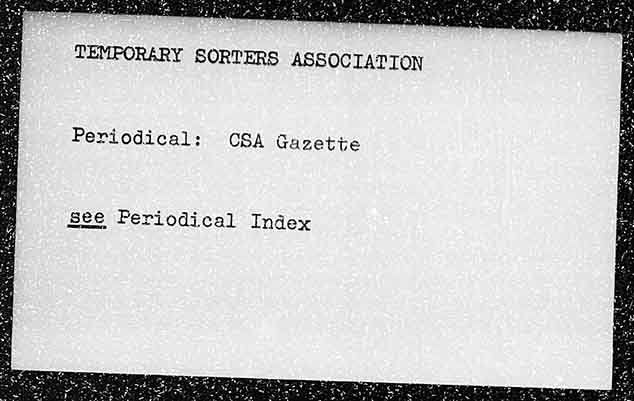 TEMPORARY SORTERS ASSOCIATION
Periodical: CSA Gazette
see Periodical Index